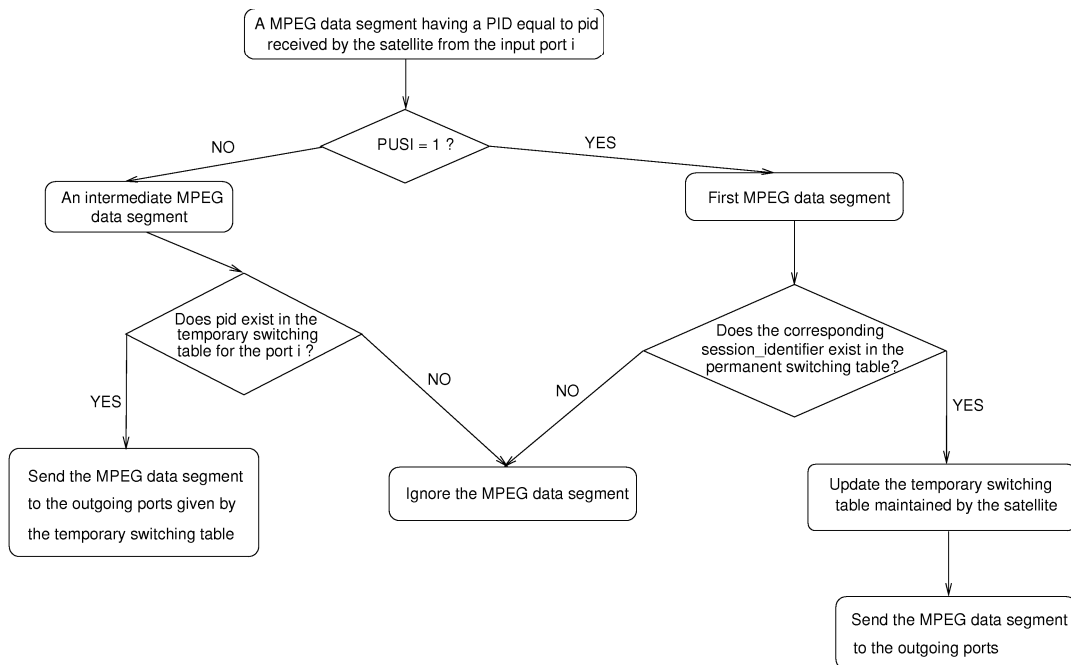 A MPEG data segment having a PID equal to pid
received by the satellite from the input port i
PUSI = 1 ?
NO
YES
An intermediate MPEG
data segment
First MPEG data segment
Does pid exist in the
temporary switching
table for the port i ?
Does the corresponding
session_identifier exist in the
permanent switching table?
NO
NO
YES
YES
Send the MPEG data segment
to the outgoing ports given by
the temporary switching table
Ignore the MPEG data segment
Update the temporary switching
table maintained by the satellite
Send the MPEG data segment
to the outgoing ports